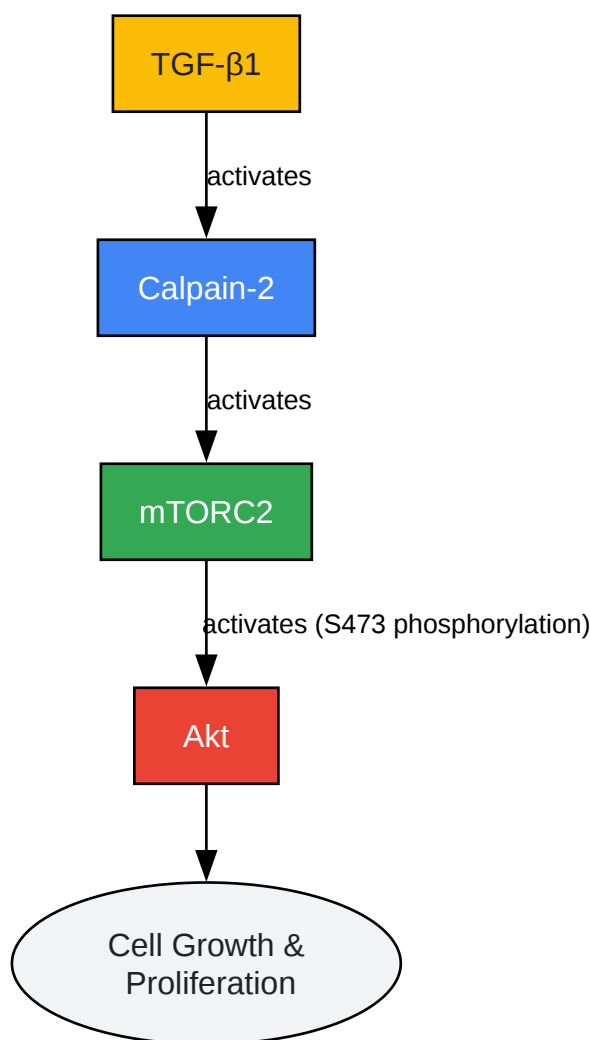 TGF-β1
activates
Calpain-2
activates
mTORC2
activates (S473 phosphorylation)
Akt
Cell Growth &
Proliferation